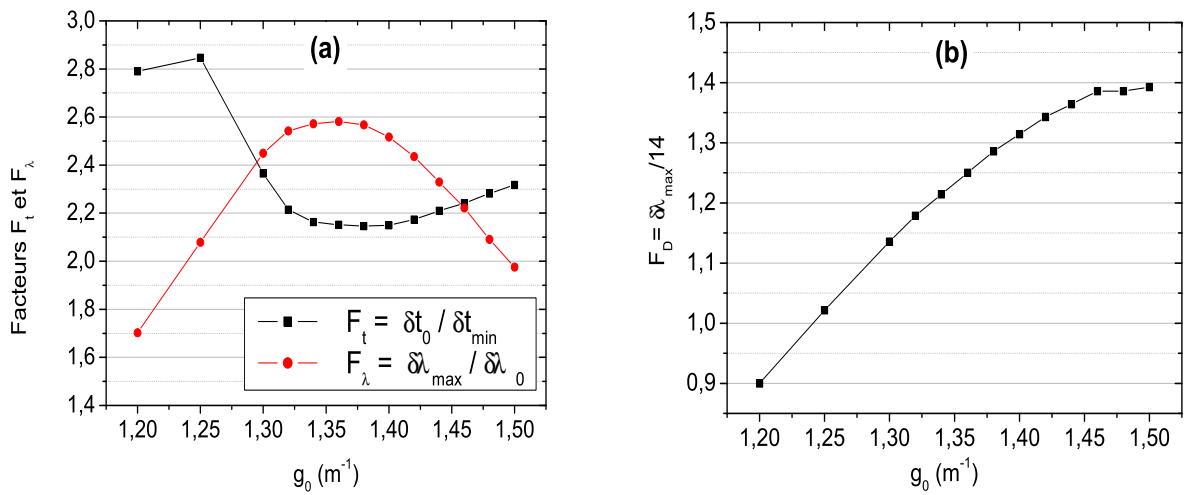 (a)
Facteurs F_t et F_λ
3,0
2,8
2,6
2,4
2,2
2,0
1,8
1,6
1,4
F_t = δt_0 / δt_min
F_λ = δλ_max / δλ_0
1,20 1,25 1,30 1,35 1,40 1,45 1,50
g_0 (m^-1)
(b)
F_D = δλ_max/14
1,5
1,4
1,3
1,2
1,1
1,0
0,9
1,20 1,25 1,30 1,35 1,40 1,45 1,50
g_0 (m^-1)